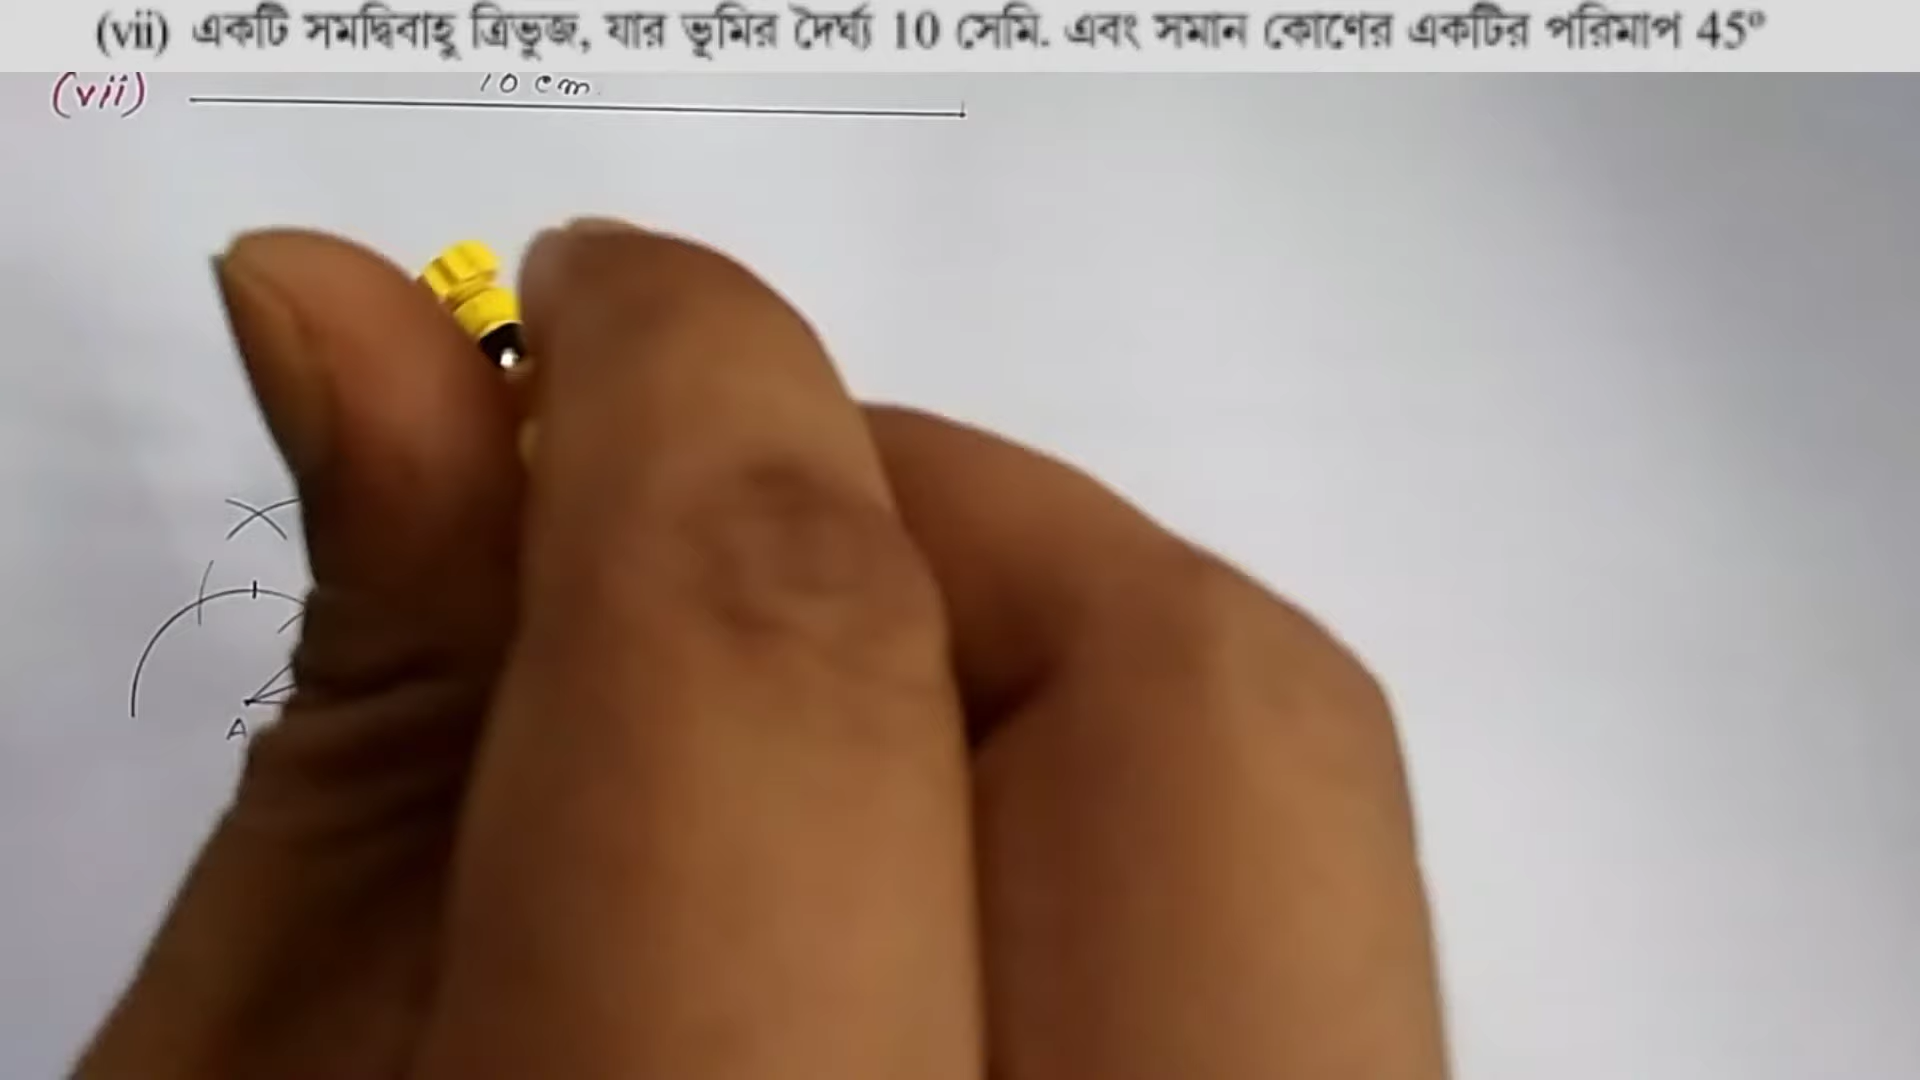 (vii) একটি সমদ্বিবাহু ত্রিভুজ, যার ভূমির দৈর্ঘ্য 10 সেমি. এবং সমান কোণের একটির পরিমাপ 45°
(vii) 10 cm.
A